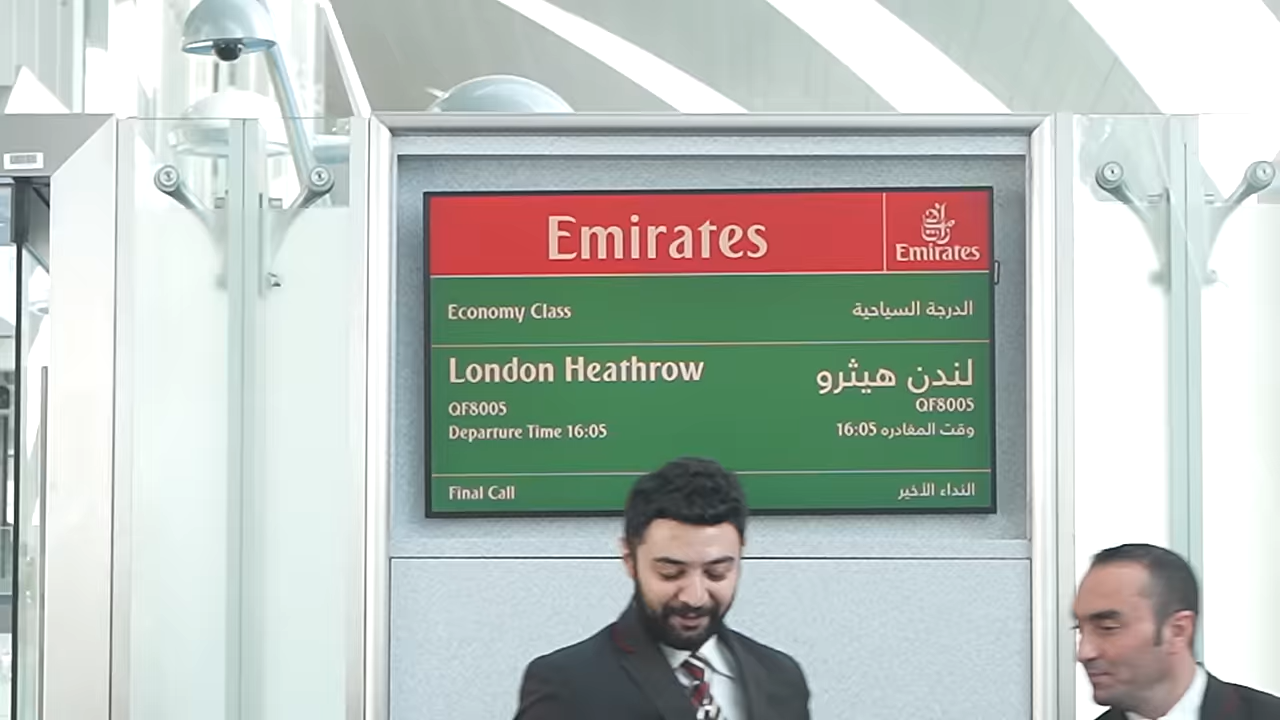 Emirates
Emirates
Economy Class الدرجة السياحية
London Heathrow لندن هيثرو
QF8005 QF8005
Departure Time 16:05 وقت المغادره 16:05
Final Call النداء الأخير